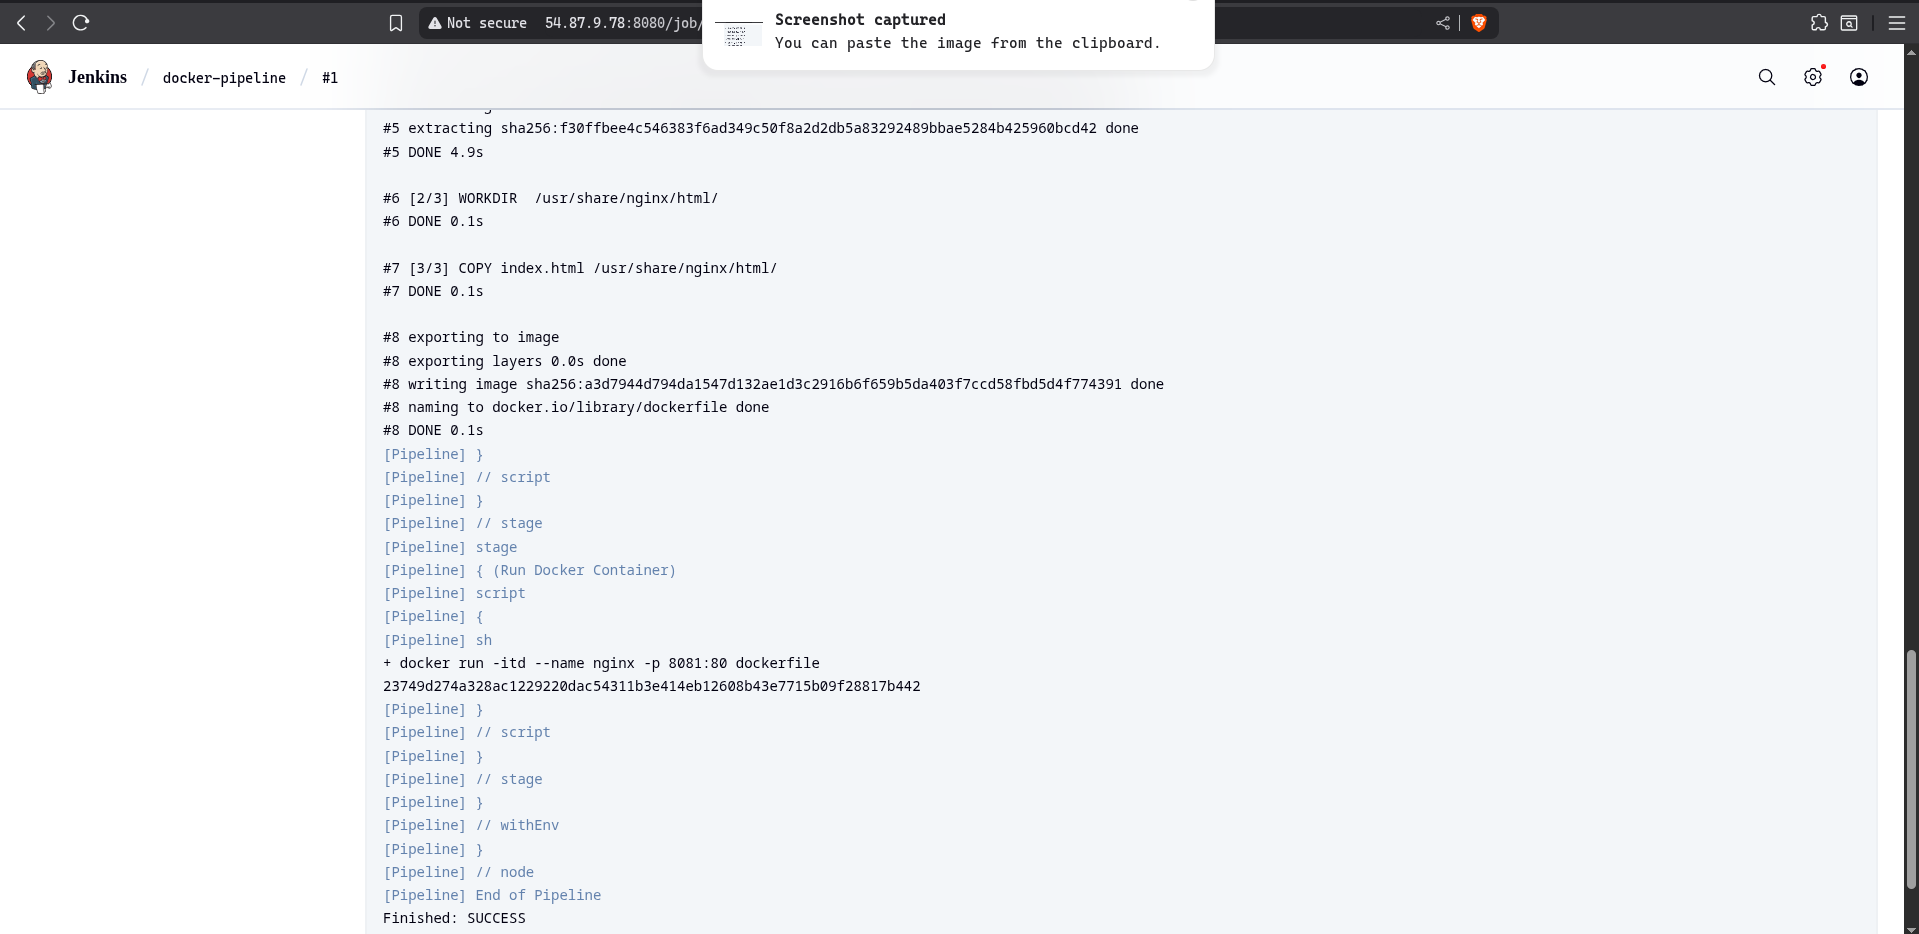 Not secure 54.87.9.78:8080/job/
Screenshot captured
You can paste the image from the clipboard.
Jenkins / docker-pipeline / #1
#5 extracting sha256:f30ffbee4c546383f6ad349c50f8a2d2db5a83292489bbae5284b425960bcd42 done
#5 DONE 4.9s
#6 [2/3] WORKDIR  /usr/share/nginx/html/
#6 DONE 0.1s
#7 [3/3] COPY index.html /usr/share/nginx/html/
#7 DONE 0.1s
#8 exporting to image
#8 exporting layers 0.0s done
#8 writing image sha256:a3d7944d794da1547d132ae1d3c2916b6f659b5da403f7ccd58fbd5d4f774391 done
#8 naming to docker.io/library/dockerfile done
#8 DONE 0.1s
[Pipeline] }
[Pipeline] // script
[Pipeline] }
[Pipeline] // stage
[Pipeline] stage
[Pipeline] { (Run Docker Container)
[Pipeline] script
[Pipeline] {
[Pipeline] sh
+ docker run -itd --name nginx -p 8081:80 dockerfile
23749d274a328ac1229220dac54311b3e414eb12608b43e7715b09f28817b442
[Pipeline] }
[Pipeline] // script
[Pipeline] }
[Pipeline] // stage
[Pipeline] }
[Pipeline] // withEnv
[Pipeline] }
[Pipeline] // node
[Pipeline] End of Pipeline
Finished: SUCCESS